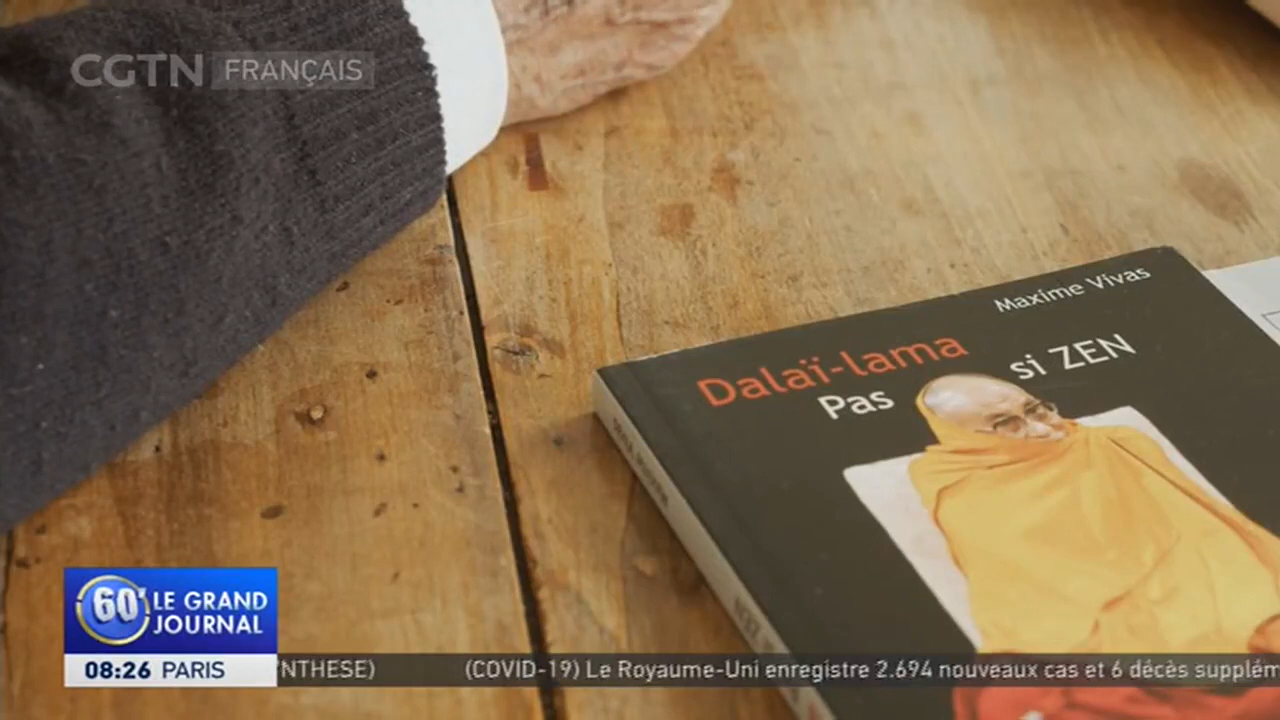 CGTN FRANÇAIS
Maxime Vivas
Dalaï-lama
Pas si ZEN
60' LE GRAND JOURNAL
08:26 PARIS
NTHESE) (COVID-19) Le Royaume-Uni enregistre 2.694 nouveaux cas et 6 décès supplém